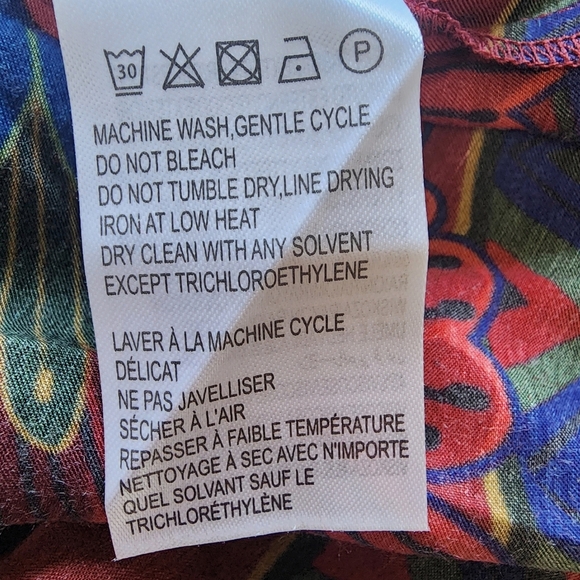 30 P
MACHINE WASH,GENTLE CYCLE
DO NOT BLEACH
DO NOT TUMBLE DRY,LINE DRYING
IRON AT LOW HEAT
DRY CLEAN WITH ANY SOLVENT
EXCEPT TRICHLOROETHYLENE
LAVER À LA MACHINE CYCLE
DÉLICAT
NE PAS JAVELLISER
SÉCHER À L'AIR
REPASSER À FAIBLE TEMPÉRATURE
NETTOYAGE À SEC AVEC N'IMPORTE
QUEL SOLVANT SAUF LE
TRICHLORÉTHYLÈNE